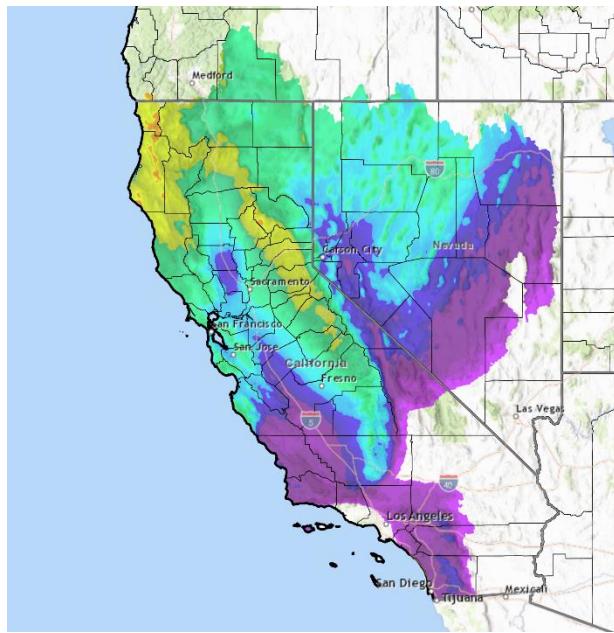 Medford
80
Carson City
Nevada
Sacramento
San Francisco
San Jose
California
Fresno
Las Vegas
5
40
Los Angeles
San Diego
Mexicali
Tijuana